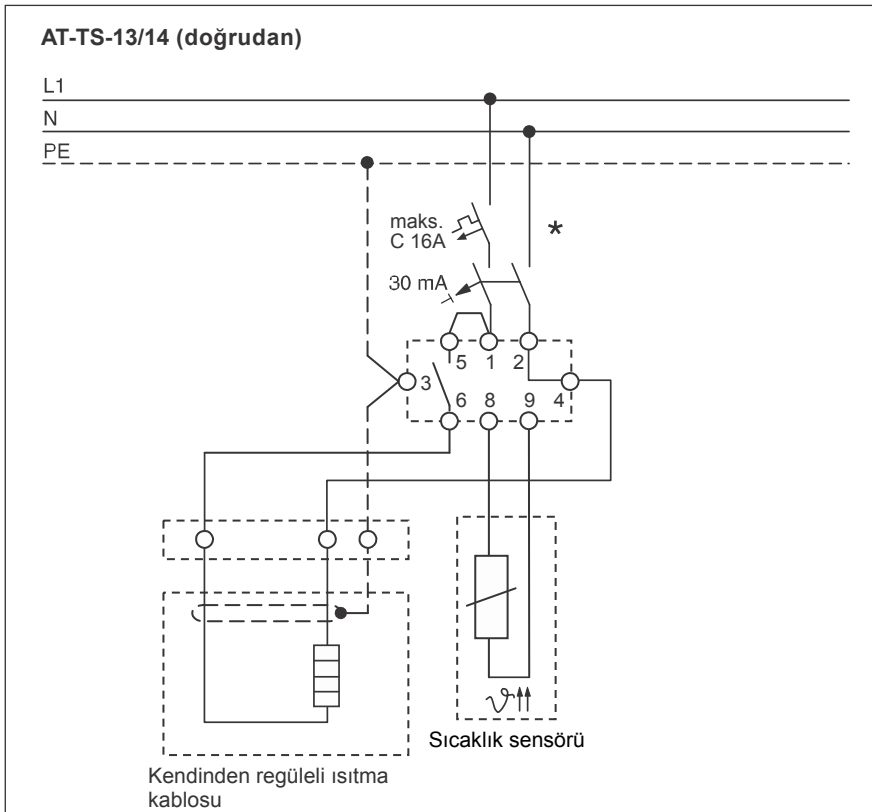 AT-TS-13/14 (doğrudan)
L1
N
PE
maks.
C 16A
*
30 mA
5 1 2
3
6 8 9 4
ϑ
Sıcaklık sensörü
Kendinden regüleli ısıtma
kablosu